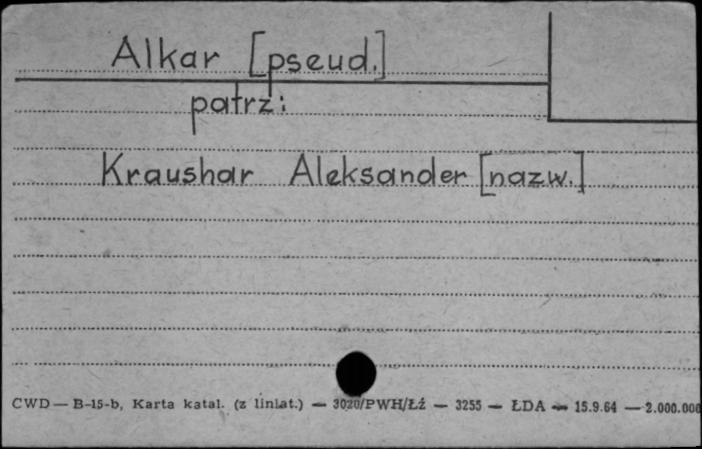 Alkar [pseud.]
patrz:
Kraushar Aleksander [nazw.]
CWD — B-15-b, Karta katal. (z liniat.) — 3020/PWH/Łź — 3255 — ŁDA — 15.9.64 — 2.000.000